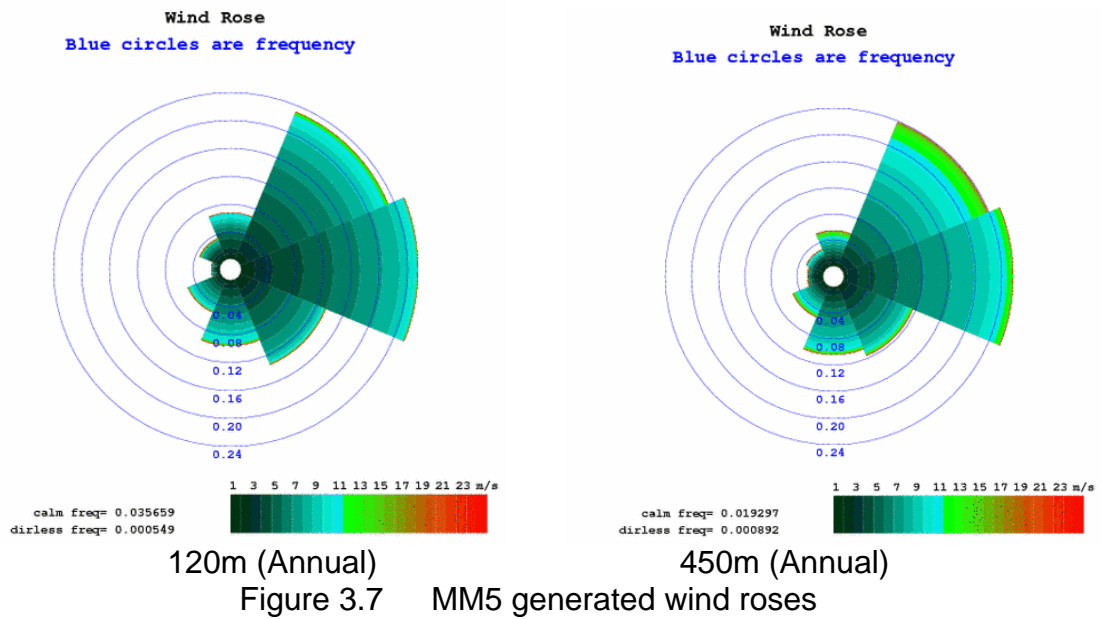 Wind Rose
Blue circles are frequency
0.04
0.08
0.12
0.16
0.20
0.24
1 3 5 7 9 11 13 15 17 19 21 23 m/s
calm freq= 0.035659
dirless freq= 0.000549
120m (Annual)
Wind Rose
Blue circles are frequency
0.04
0.08
0.12
0.16
0.20
0.24
1 3 5 7 9 11 13 15 17 19 21 23 m/s
calm freq= 0.019297
dirless freq= 0.000892
450m (Annual)
Figure 3.7 MM5 generated wind roses